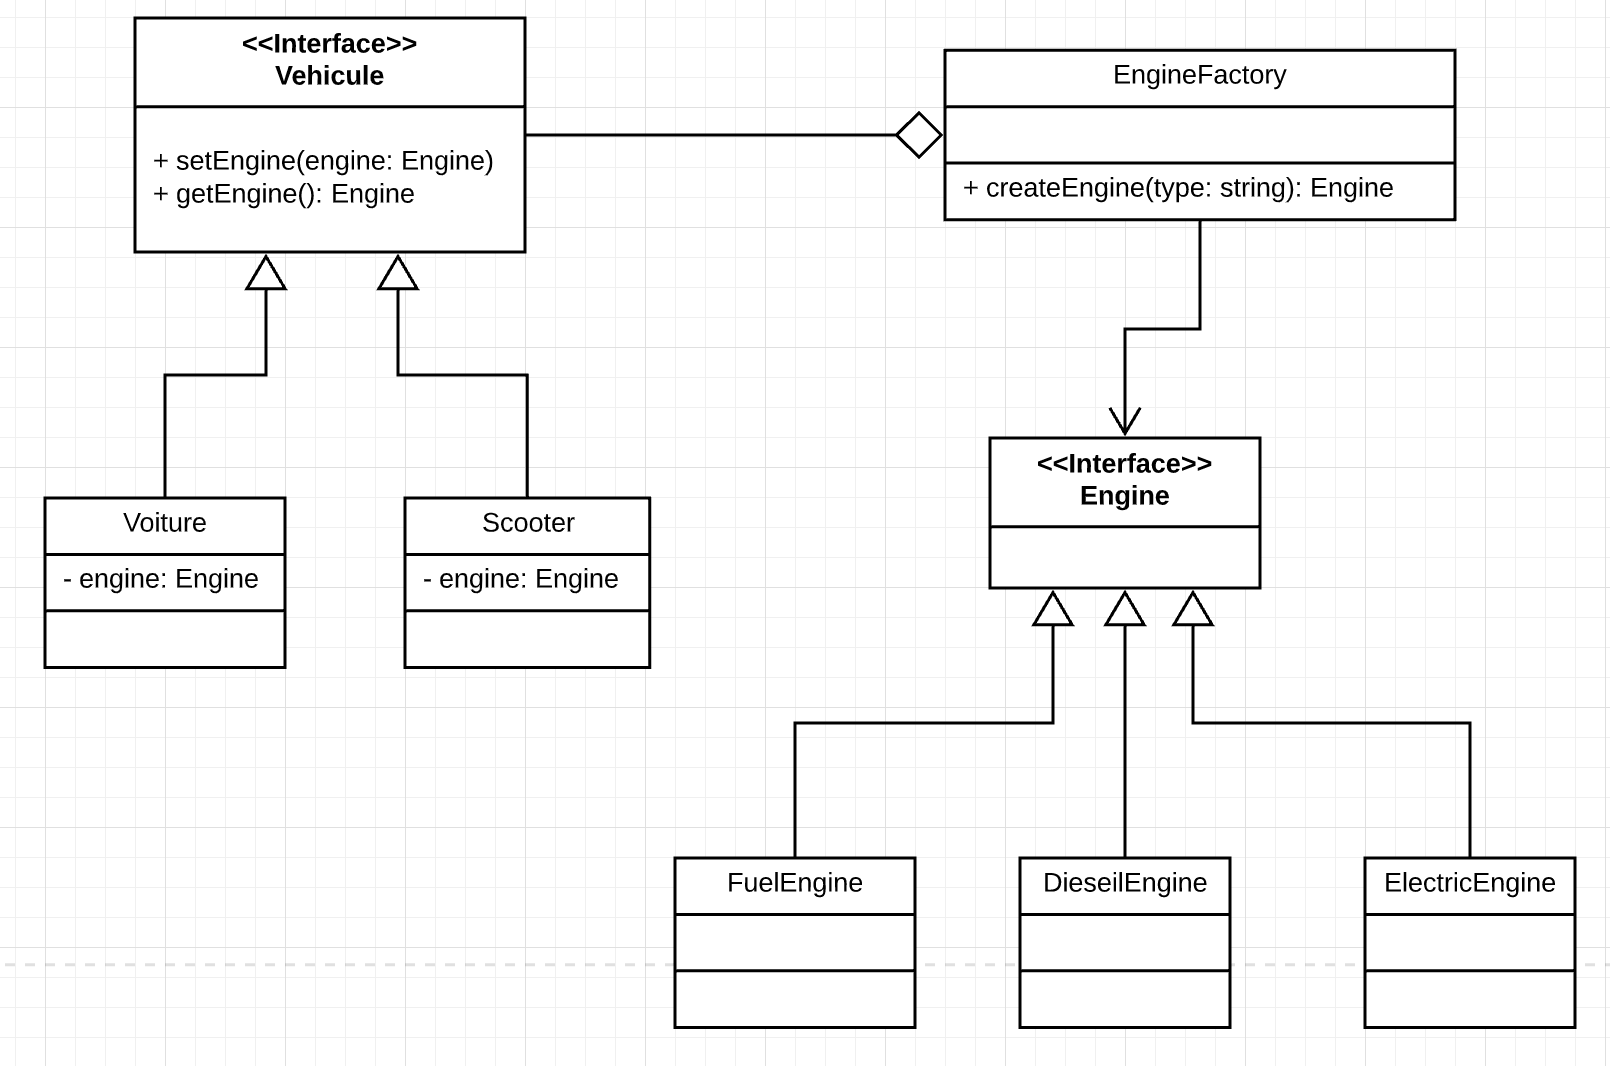 <<Interface>>
Vehicule
+ setEngine(engine: Engine)
+ getEngine(): Engine
EngineFactory
+ createEngine(type: string): Engine
Voiture
- engine: Engine
Scooter
- engine: Engine
<<Interface>>
Engine
FuelEngine
DieseilEngine
ElectricEngine